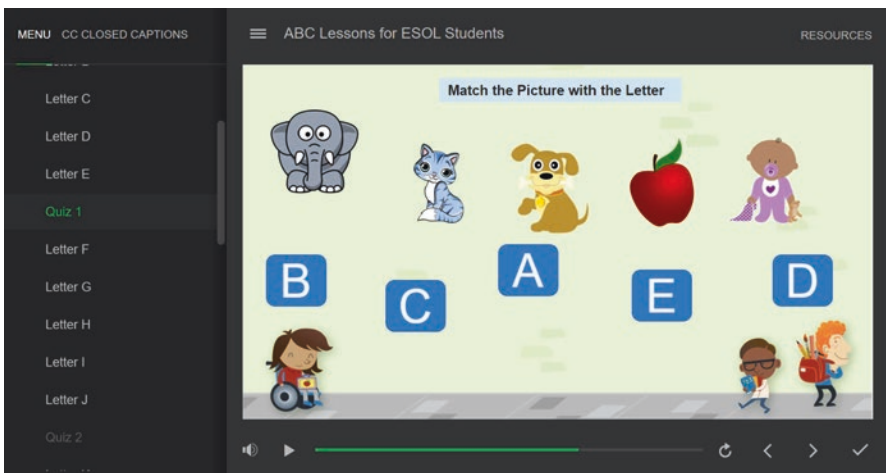 MENU CC CLOSED CAPTIONS
ABC Lessons for ESOL Students
RESOURCES
Letter C
Letter D
Letter E
Quiz 1
Letter F
Letter G
Letter H
Letter I
Letter J
Quiz 2
Match the Picture with the Letter
B
C
A
E
D